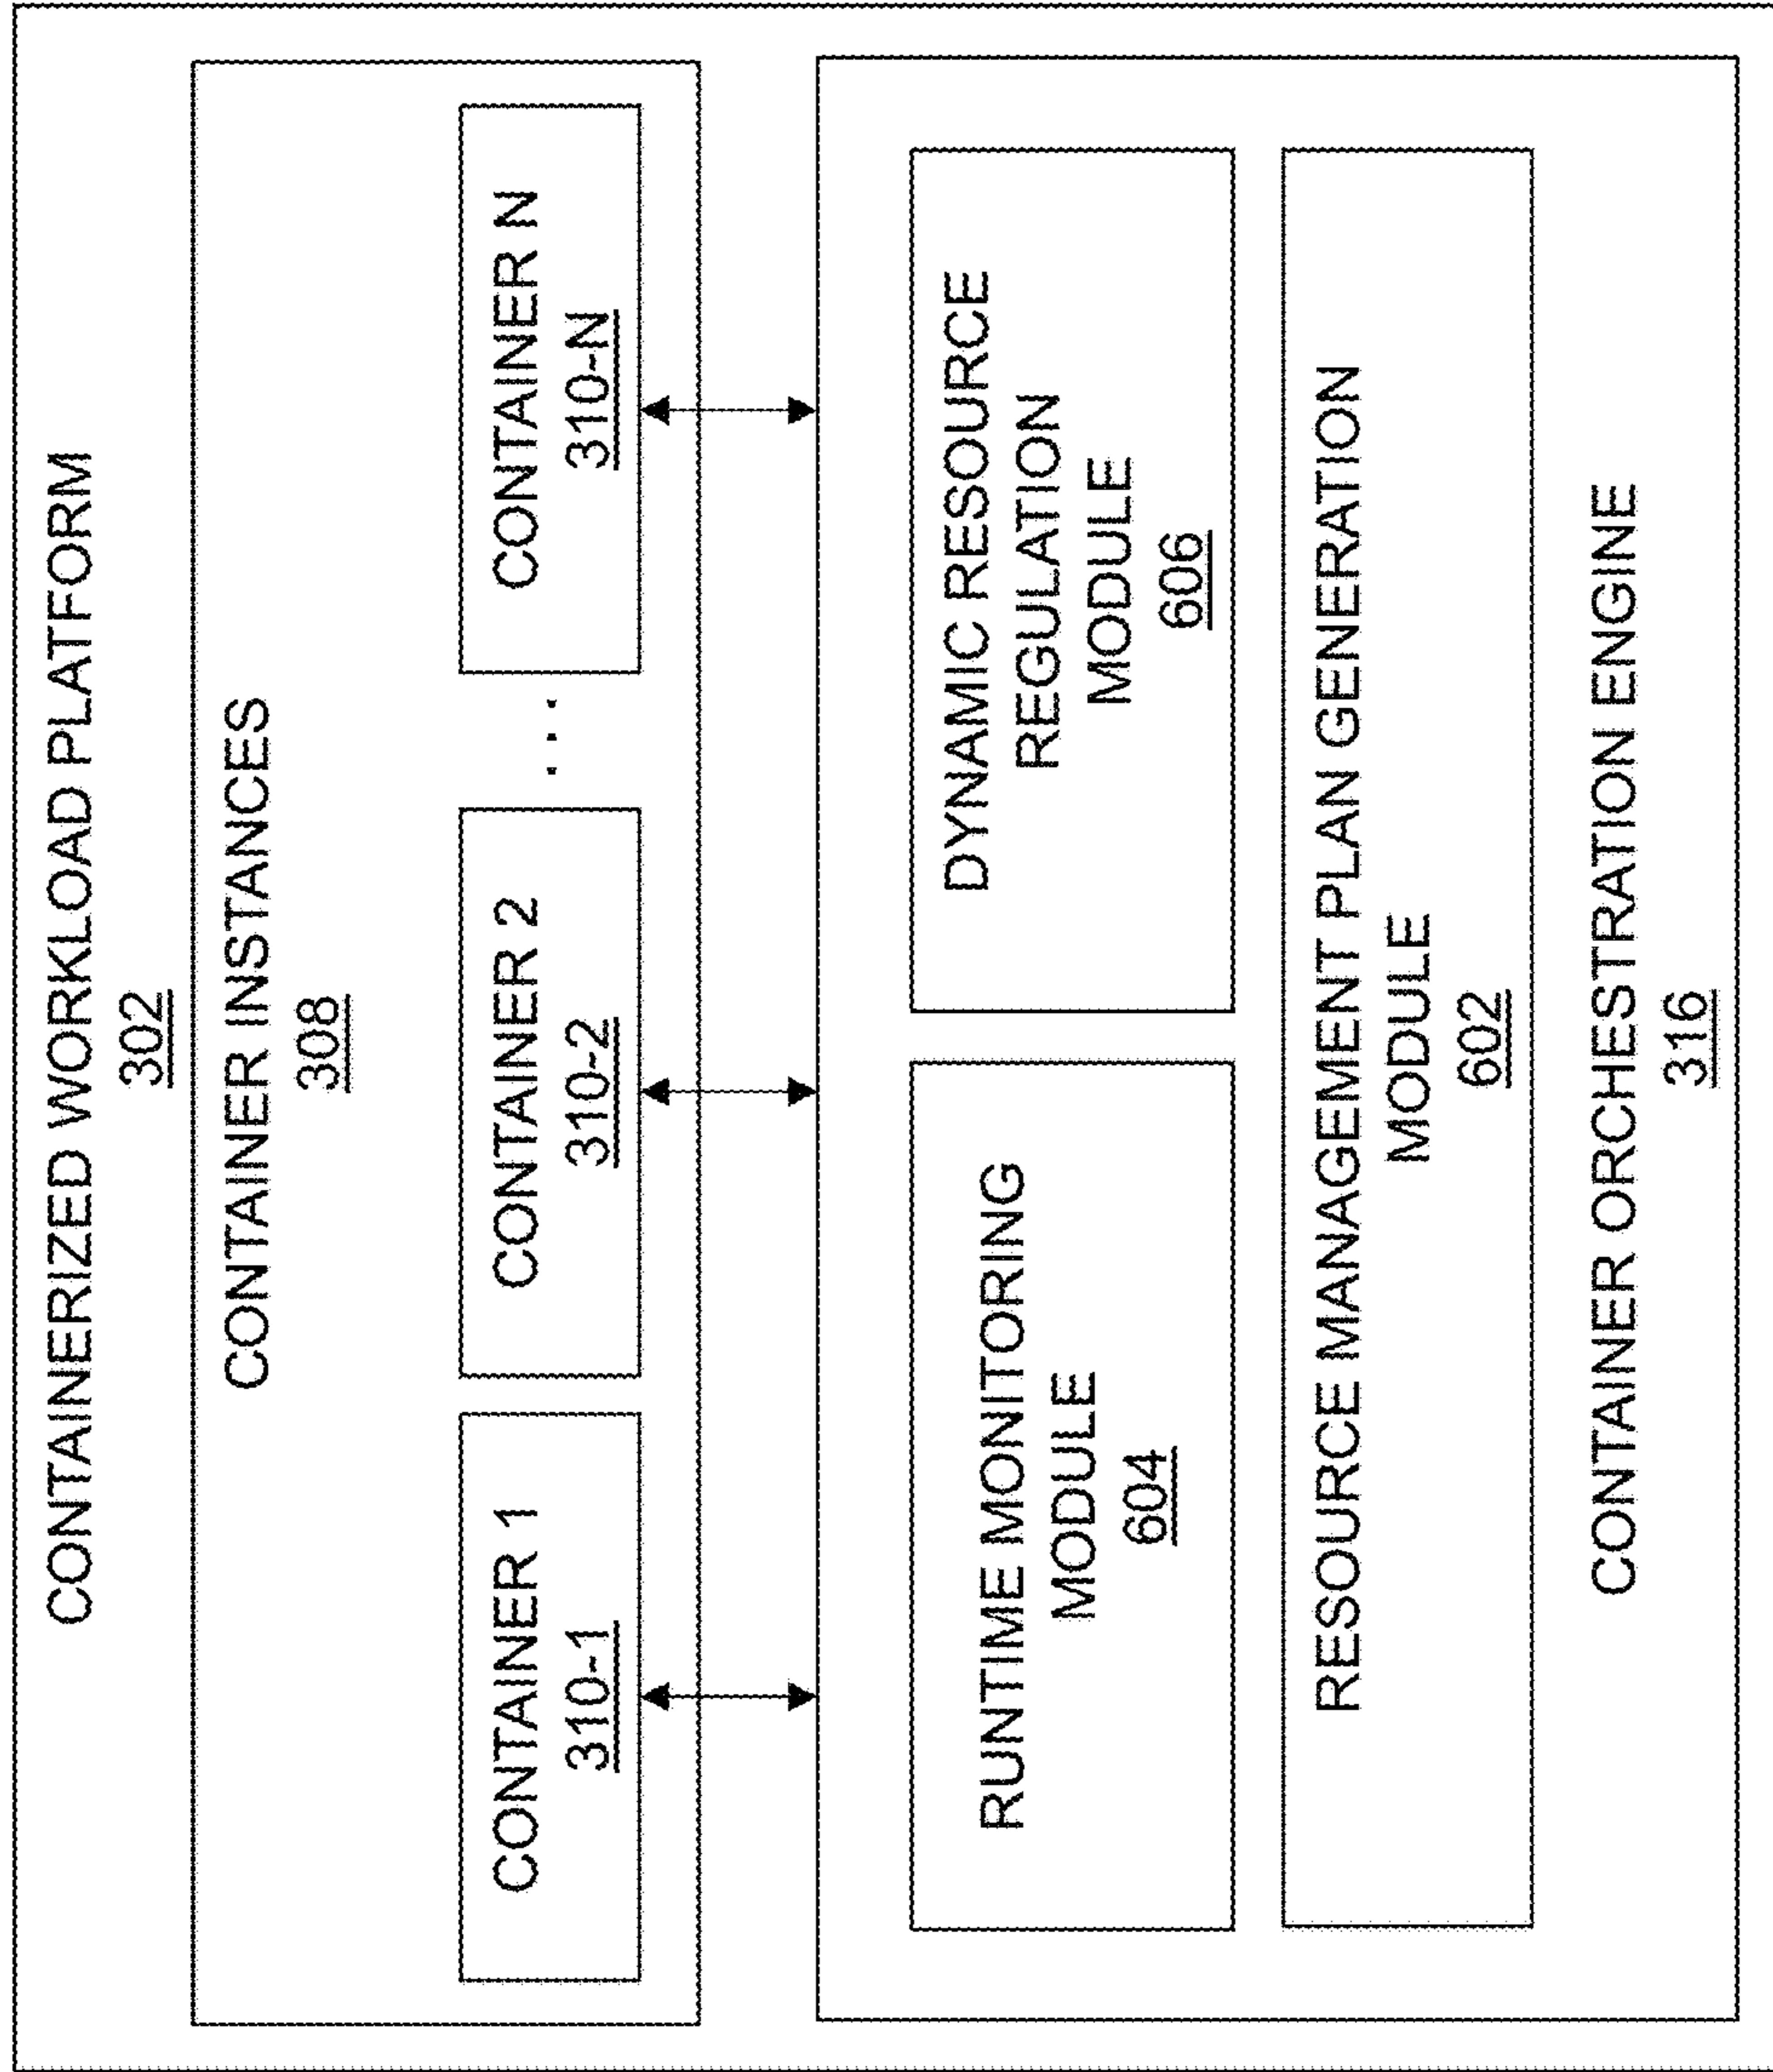 CONTAINERIZED WORKLOAD PLATFORM
302
CONTAINER INSTANCES
308
CONTAINER 1
310-1
CONTAINER 2
310-2
. . .
CONTAINER N
310-N
RUNTIME MONITORING
MODULE
604
DYNAMIC RESOURCE
REGULATION
MODULE
606
RESOURCE MANAGEMENT PLAN GENERATION
MODULE
602
CONTAINER ORCHESTRATION ENGINE
316